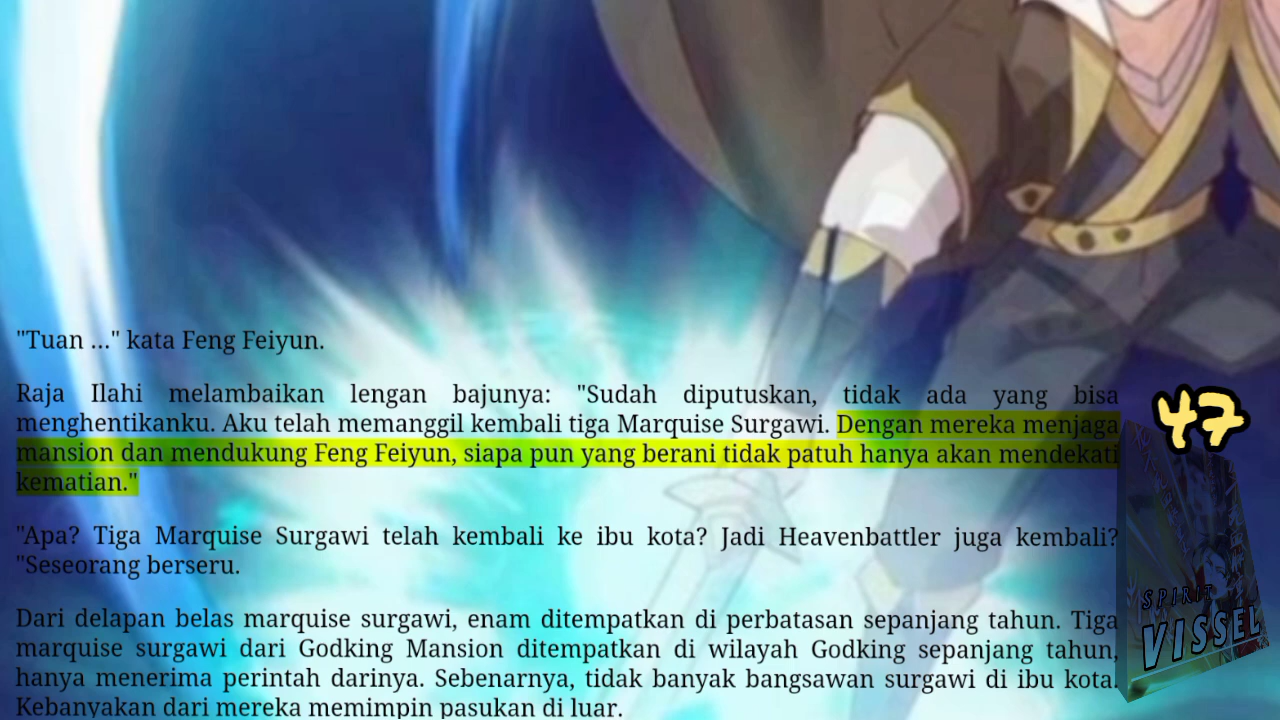 "Tuan ..." kata Feng Feiyun.
Raja Ilahi melambaikan lengan bajunya: "Sudah diputuskan, tidak ada yang bisa
menghentikanku. Aku telah memanggil kembali tiga Marquise Surgawi. Dengan mereka menjaga
mansion dan mendukung Feng Feiyun, siapa pun yang berani tidak patuh hanya akan mendekati
kematian."
"Apa? Tiga Marquise Surgawi telah kembali ke ibu kota? Jadi Heavenbattler juga kembali?
"Seseorang berseru.
Dari delapan belas marquise surgawi, enam ditempatkan di perbatasan sepanjang tahun. Tiga
marquise surgawi dari Godking Mansion ditempatkan di wilayah Godking sepanjang tahun,
hanya menerima perintah darinya. Sebenarnya, tidak banyak bangsawan surgawi di ibu kota.
Kebanyakan dari mereka memimpin pasukan di luar.
47
SPIRIT
VISSEL